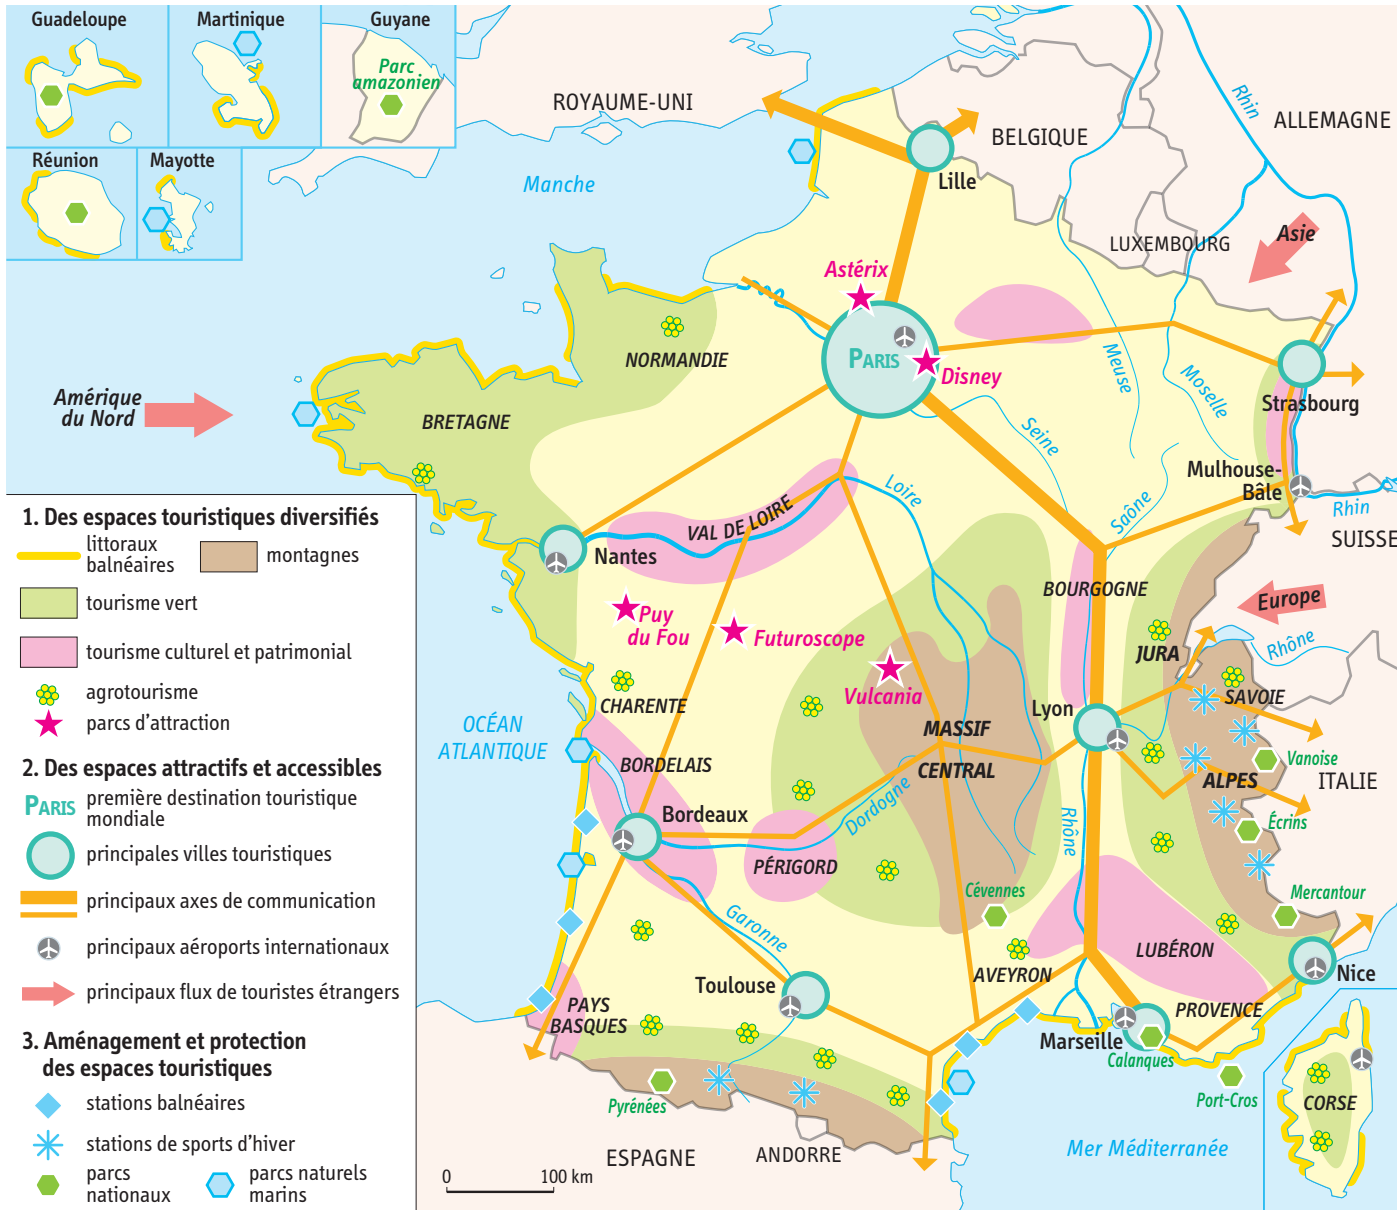 Guadeloupe
Martinique
Guyane
Parc
amazonien
Réunion
Mayotte
ROYAUME-UNI
BELGIQUE
ALLEMAGNE
Rhin
Manche
Lille
LUXEMBOURG
Asie
Astérix
PARIS
Disney
NORMANDIE
Meuse
Moselle
Strasbourg
Amérique
du Nord
BRETAGNE
Seine
Mulhouse-
Bâle
Rhin
SUISSE
VAL DE LOIRE
Loire
Saône
Nantes
BOURGOGNE
Europe
Puy
du Fou
Futuroscope
JURA
Rhône
Vulcania
SAVOIE
CHARENTE
Lyon
OCÉAN
ATLANTIQUE
MASSIF
CENTRAL
Vanoise
BORDELAIS
ALPES
ITALIE
Bordeaux
Dordogne
Écrins
Rhône
PÉRIGORD
Cévennes
Mercantour
Garonne
LUBÉRON
AVEYRON
Nice
Toulouse
PAYS
BASQUES
PROVENCE
Marseille
Calanques
Port-Cros
Pyrénées
CORSE
ESPAGNE
ANDORRE
Mer Méditerranée
0
100 km
1. Des espaces touristiques diversifiés
littoraux
balnéaires
montagnes
tourisme vert
tourisme culturel et patrimonial
agrotourisme
parcs d'attraction
2. Des espaces attractifs et accessibles
PARIS
première destination touristique
mondiale
principales villes touristiques
principaux axes de communication
principaux aéroports internationaux
principaux flux de touristes étrangers
3. Aménagement et protection
des espaces touristiques
stations balnéaires
stations de sports d'hiver
parcs
nationaux
parcs naturels
marins